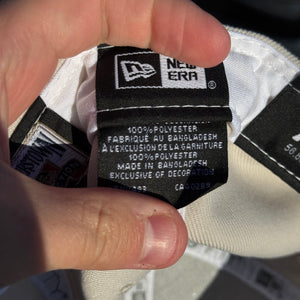 NEW
ERA®
100%POLYESTER
FABRIQUÉ AU BANGLADESH
À L'EXCLUSION DE LA GARNITURE
100% POLYESTER
MADE IN BANGLADESH
EXCLUSIVE OF DECORATION
CA40289